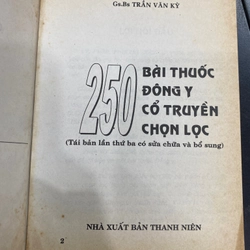 Gs.Bs TRẦN VĂN KỲ
250 BÀI THUỐC
ĐÔNG Y
CỔ TRUYỀN
CHỌN LỌC
(Tái bản lần thứ ba có sửa chữa và bổ sung)
NHÀ XUẤT BẢN THANH NIÊN
2